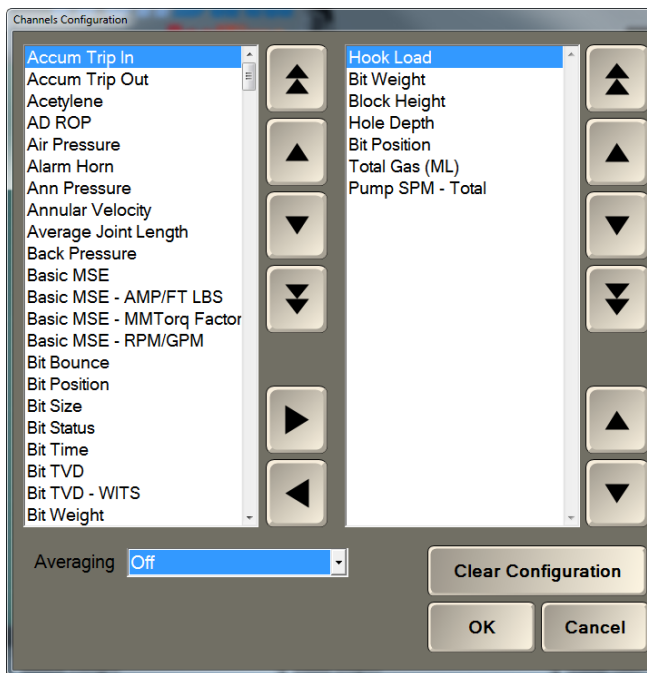 Channels Configuration
Accum Trip In
Accum Trip Out
Acetylene
AD ROP
Air Pressure
Alarm Horn
Ann Pressure
Annular Velocity
Average Joint Length
Back Pressure
Basic MSE
Basic MSE - AMP/FT LBS
Basic MSE - MMTorq Factor
Basic MSE - RPM/GPM
Bit Bounce
Bit Position
Bit Size
Bit Status
Bit Time
Bit TVD
Bit TVD - WITS
Bit Weight
Hook Load
Bit Weight
Block Height
Hole Depth
Bit Position
Total Gas (ML)
Pump SPM - Total
Averaging Off
Clear Configuration
OK Cancel